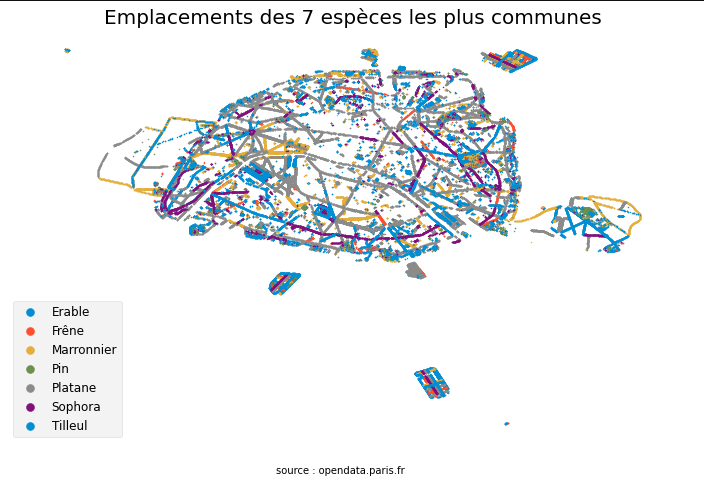 Emplacements des 7 espèces les plus communes
Erable
Frêne
Marronnier
Pin
Platane
Sophora
Tilleul
source : opendata.paris.fr